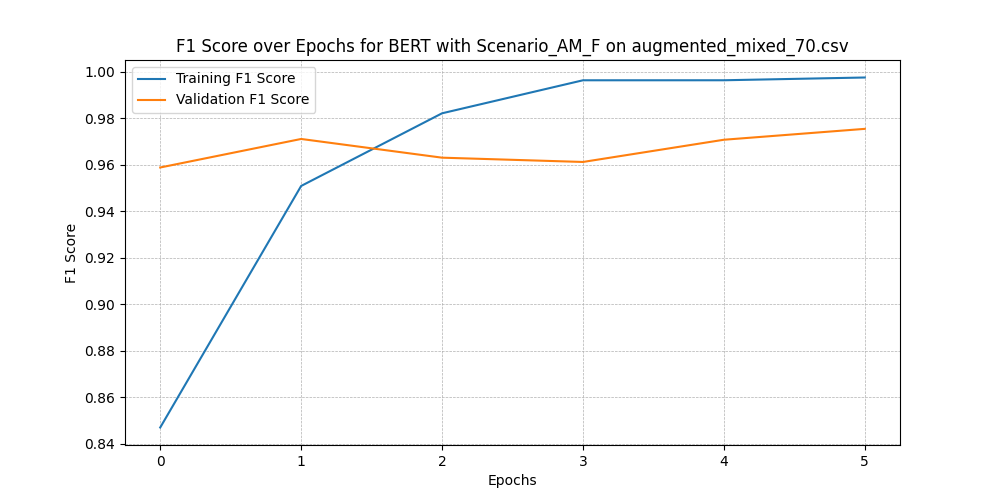 F1 Score over Epochs for BERT with Scenario_AM_F on augmented_mixed_70.csv
Training F1 Score
Validation F1 Score
F1 Score
1.00
0.98
0.96
0.94
0.92
0.90
0.88
0.86
0.84
0 1 2 3 4 5
Epochs